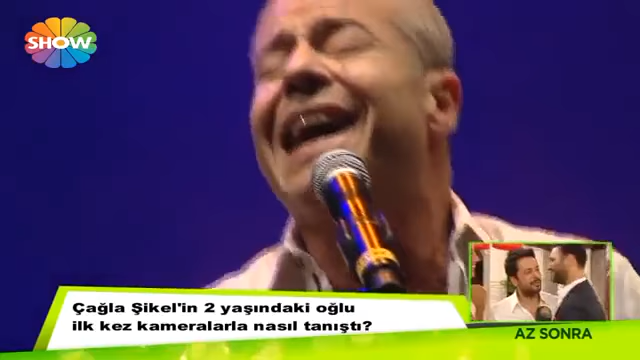 SHOW
Çağla Şikel'in 2 yaşındaki oğlu
ilk kez kameralarla nasıl tanıştı?
AZ SONRA